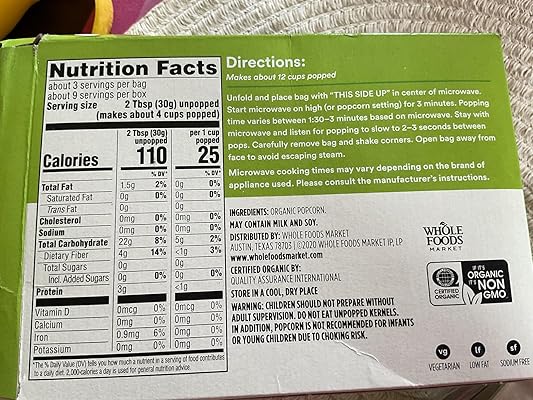 Nutrition Facts
about 3 servings per bag
about 9 servings per box
Serving size 2 Tbsp (30g) unpopped
(makes about 4 cups popped)
2 Tbsp (30g) unpopped per 1 cup popped
Calories 110 25
% DV* % DV*
Total Fat 1.5g 2% 0g 0%
Saturated Fat 0g 0% 0g 0%
Trans Fat 0g 0g
Cholesterol 0mg 0% 0mg 0%
Sodium 0mg 0% 0mg 0%
Total Carbohydrate 22g 8% 5g 2%
Dietary Fiber 4g 14% <1g 3%
Total Sugars 0g 0g
Incl. Added Sugars 0g 0% 0g 0%
Protein 3g <1g
Vitamin D 0mcg 0% 0mcg 0%
Calcium 0mg 0% 0mg 0%
Iron 0.9mg 6% 0mg 0%
Potassium 0mg 0% 0mg 0%
*The % Daily Value (DV) tells you how much a nutrient in a serving of food contributes
to a daily diet. 2,000 calories a day is used for general nutrition advice.
Directions:
Makes about 12 cups popped
Unfold and place bag with "THIS SIDE UP" in center of microwave.
Start microwave on high (or popcorn setting) for 3 minutes. Popping
time varies between 1:30–3 minutes based on microwave. Stay with
microwave and listen for popping to slow to 2–3 seconds between
pops. Carefully remove bag and shake corners. Open bag away from
face to avoid escaping steam.
Microwave cooking times may vary depending on the brand of
appliance used. Please consult the manufacturer's instructions.
INGREDIENTS: ORGANIC POPCORN.
MAY CONTAIN MILK AND SOY.
DISTRIBUTED BY: WHOLE FOODS MARKET
AUSTIN, TEXAS 78703 | ©2020 WHOLE FOODS MARKET IP, LP
www.wholefoodsmarket.com
CERTIFIED ORGANIC BY:
QUALITY ASSURANCE INTERNATIONAL
STORE IN A COOL, DRY PLACE
WARNING: CHILDREN SHOULD NOT PREPARE WITHOUT
ADULT SUPERVISION. DO NOT EAT UNPOPPED KERNELS.
IN ADDITION, POPCORN IS NOT RECOMMENDED FOR INFANTS
OR YOUNG CHILDREN DUE TO CHOKING RISK.
WHOLE
FOODS
MARKET
CERTIFIED
ORGANIC
IF IT'S
ORGANIC
IT'S NON
GMO
vg lf sf
VEGETARIAN LOW FAT SODIUM FREE